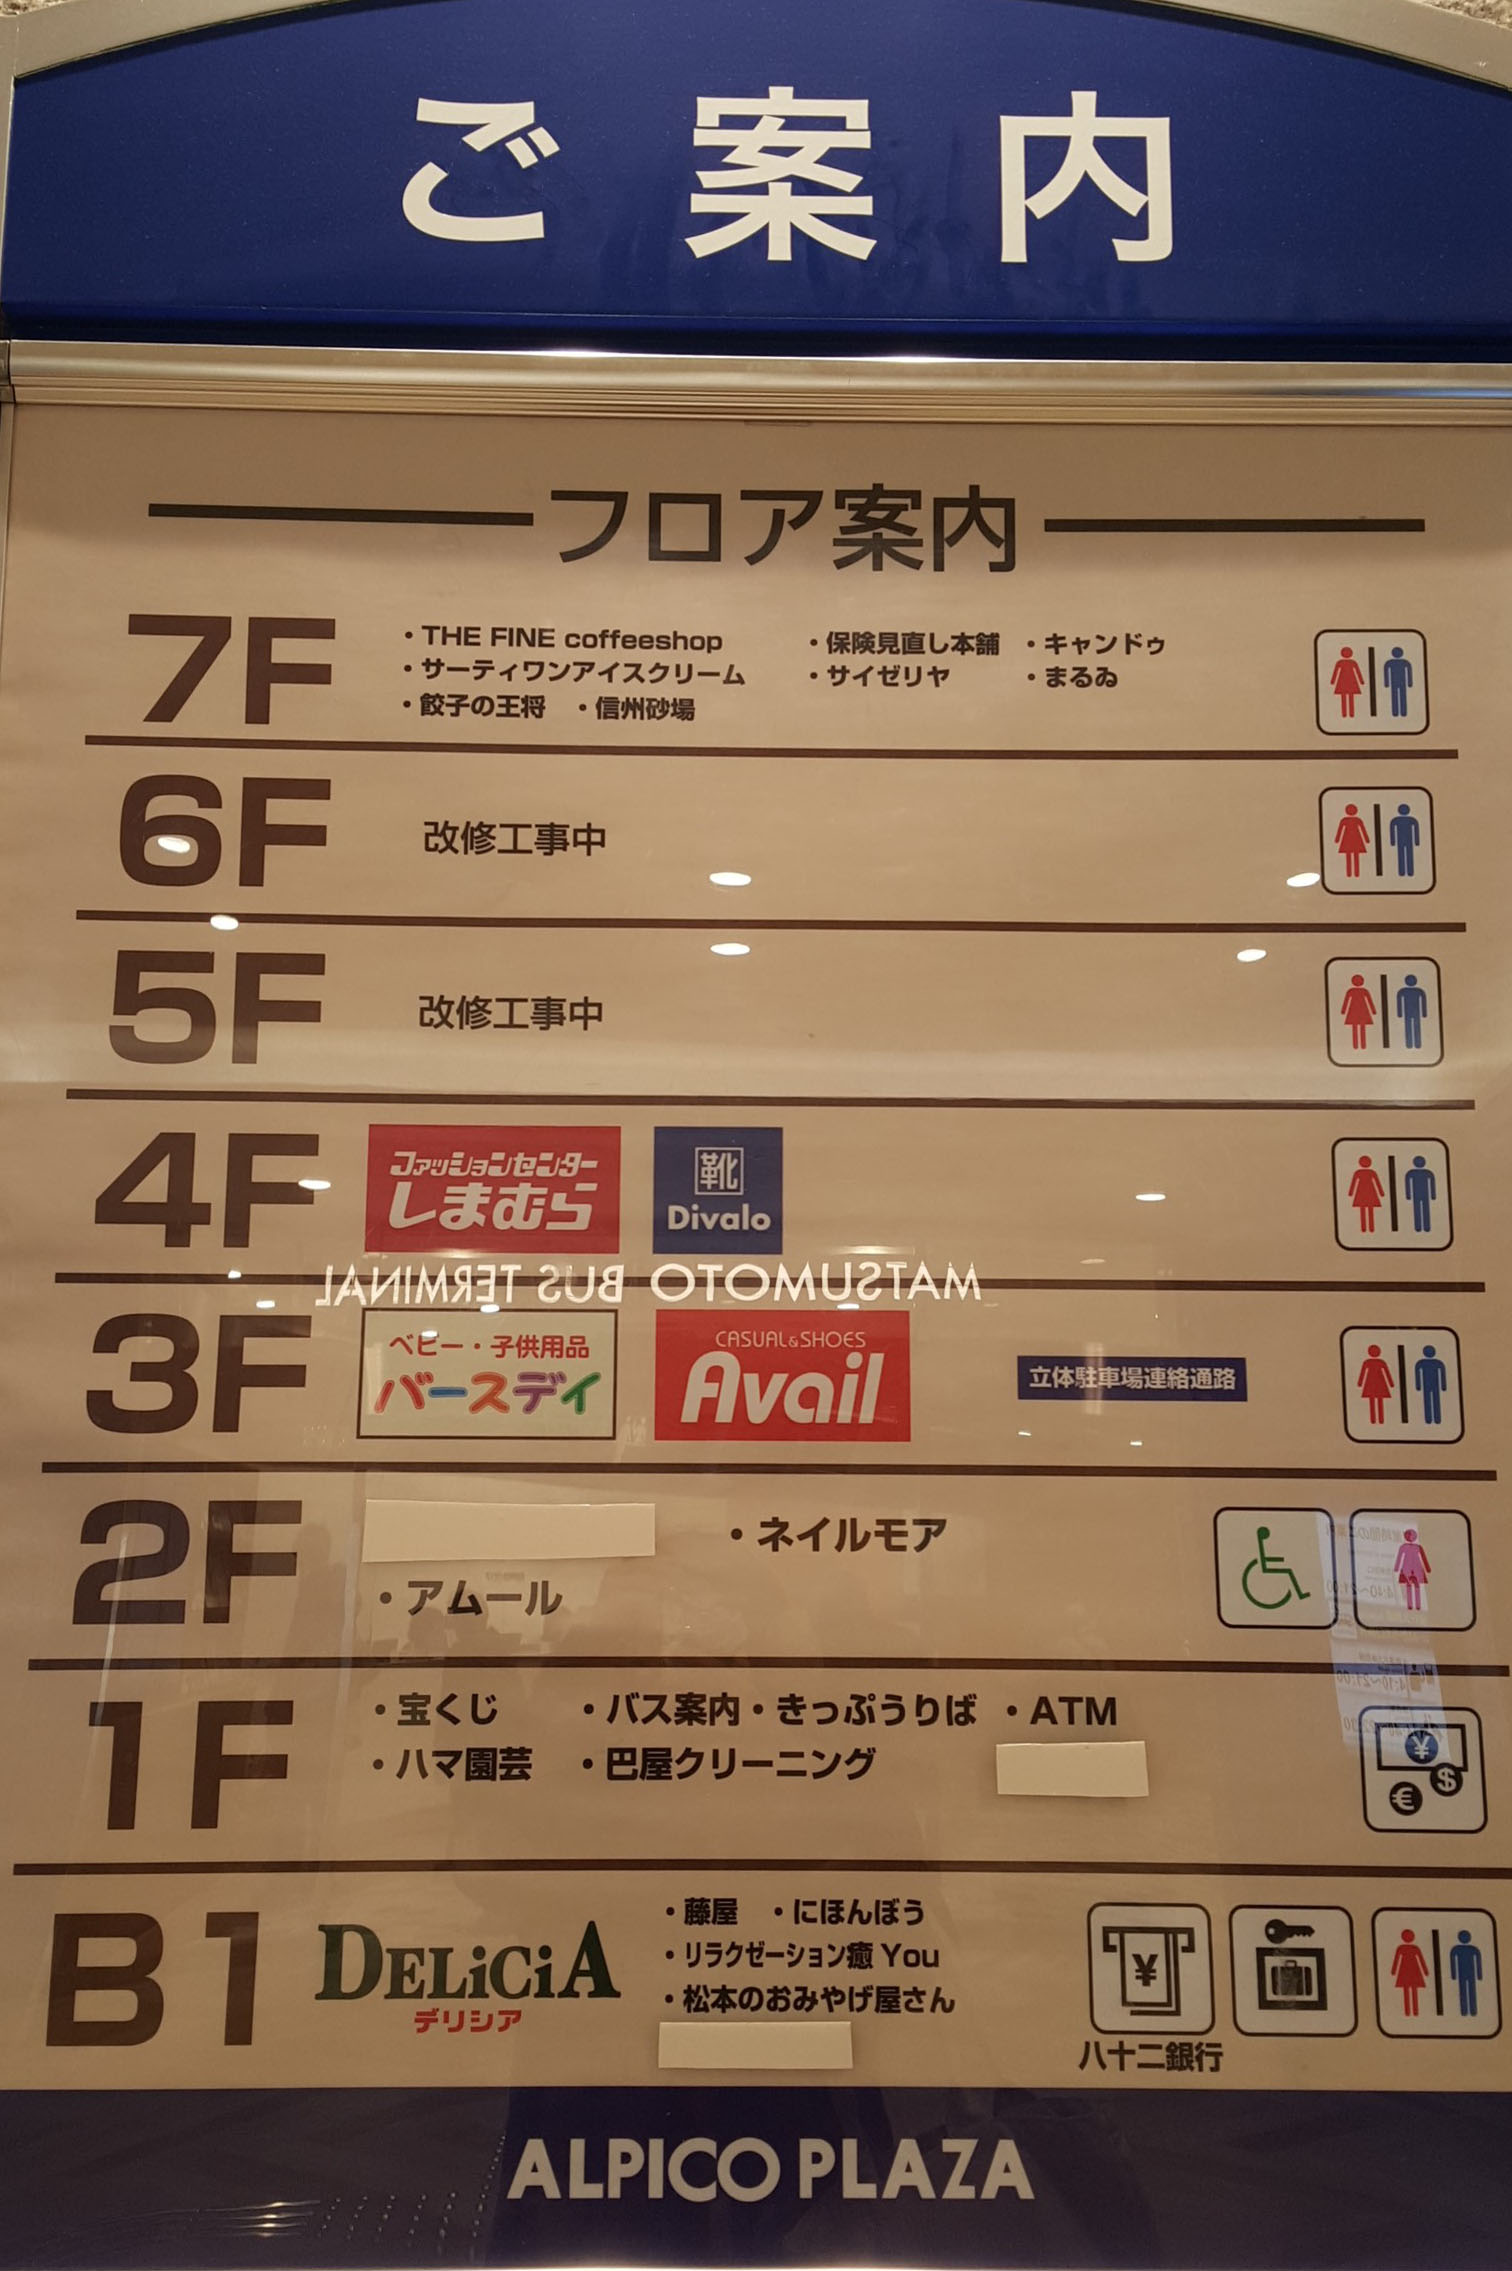 ご案内
フロア案内
7F
・THE FINE coffeeshop ・保険見直し本舗 ・キャンドゥ
・サーティワンアイスクリーム ・サイゼリヤ ・まるゐ
・餃子の王将 ・信州砂場
6F 改修工事中
5F 改修工事中
4F
ファッションセンター
しまむら
靴
Divalo
MATSUMOTO BUS TERMINAL
3F
ベビー・子供用品
バースデイ
CASUAL&SHOES
Avail
立体駐車場連絡通路
2F
・ネイルモア
・アムール
1F
・宝くじ ・バス案内・きっぷうりば ・ATM
・ハマ園芸 ・巴屋クリーニング
¥
$
€
B1
DELiCiA
デリシア
・藤屋 ・にほんぼう
・リラクゼーション癒You
・松本のおみやげ屋さん
¥
八十二銀行
ALPICO PLAZA